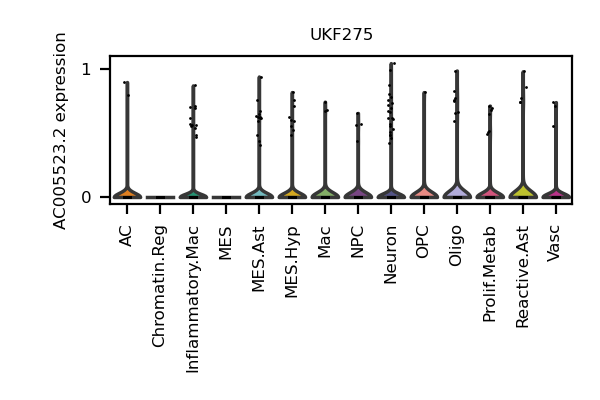 UKF275
AC005523.2 expression
1
0
AC
Chromatin.Reg
Inflammatory.Mac
MES
MES.Ast
MES.Hyp
Mac
NPC
Neuron
OPC
Oligo
Prolif.Metab
Reactive.Ast
Vasc